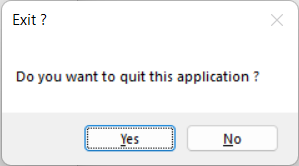 Exit ?
Do you want to quit this application ?
Yes
No